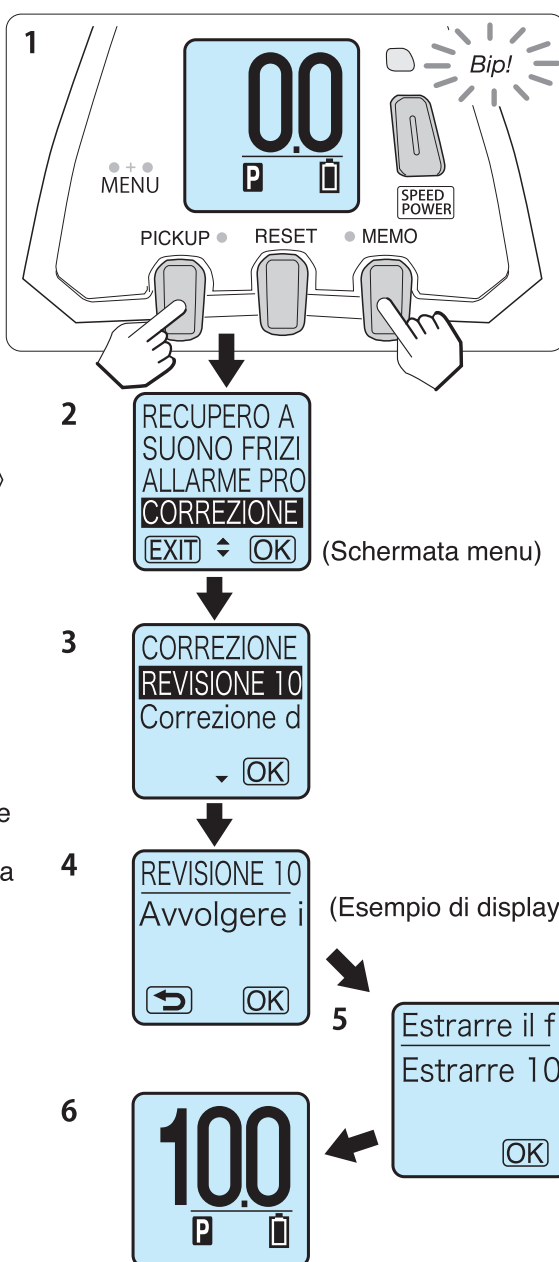 1
Bip!
0.0
P
MENU
SPEED
POWER
PICKUP RESET MEMO
2
RECUPERO A
SUONO FRIZI
ALLARME PRO
CORREZIONE
EXIT OK
(Schermata menu)
3
CORREZIONE
REVISIONE 10
Correzione d
OK
e
a
4
REVISIONE 10
Avvolgere i
OK
(Esempio di display
5
Estrarre il f
Estrarre 10
OK
6
10.0
P